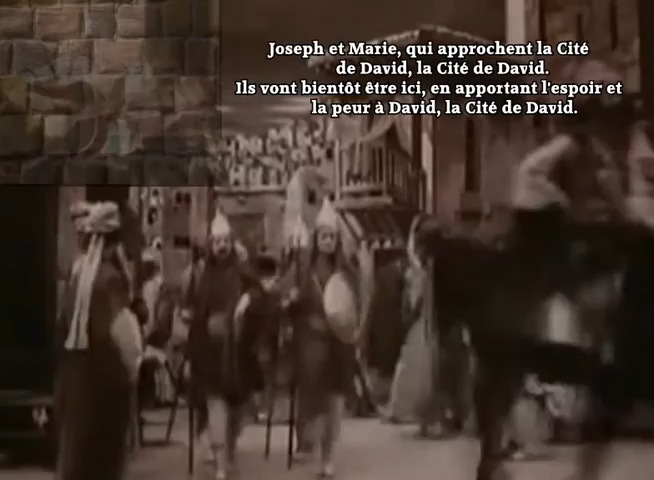 Joseph et Marie, qui approchent la Cité
de David, la Cité de David.
Ils vont bientôt être ici, en apportant l'espoir et
la peur à David, la Cité de David.